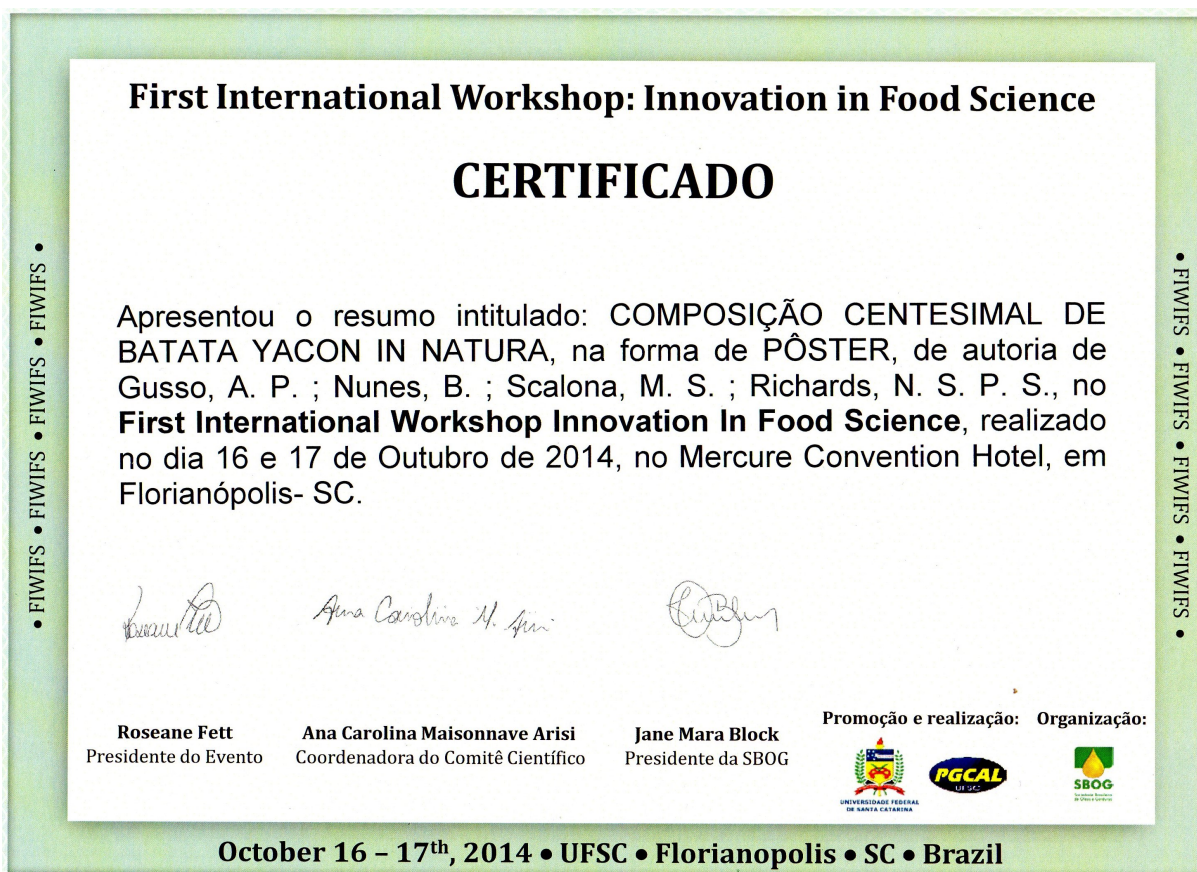 First International Workshop: Innovation in Food Science
CERTIFICADO
Apresentou o resumo intitulado: COMPOSIÇÃO CENTESIMAL DE
BATATA YACON IN NATURA, na forma de PÔSTER, de autoria de
Gusso, A. P. ; Nunes, B. ; Scalona, M. S. ; Richards, N. S. P. S., no
First International Workshop Innovation In Food Science, realizado
no dia 16 e 17 de Outubro de 2014, no Mercure Convention Hotel, em
Florianópolis- SC.
• FIWIFS • FIWIFS • FIWIFS • FIWIFS •
• FIWIFS • FIWIFS • FIWIFS • FIWIFS •
Ana Carolina M. Arisi
Roseane Fett
Presidente do Evento
Ana Carolina Maisonnave Arisi
Coordenadora do Comitê Científico
Jane Mara Block
Presidente da SBOG
Promoção e realização:
Organização:
UNIVERSIDADE FEDERAL
DE SANTA CATARINA
PGCAL
UFSC
SBOG
Sociedade Brasileira
de Óleos e Gorduras
October 16 – 17th, 2014 • UFSC • Florianopolis • SC • Brazil